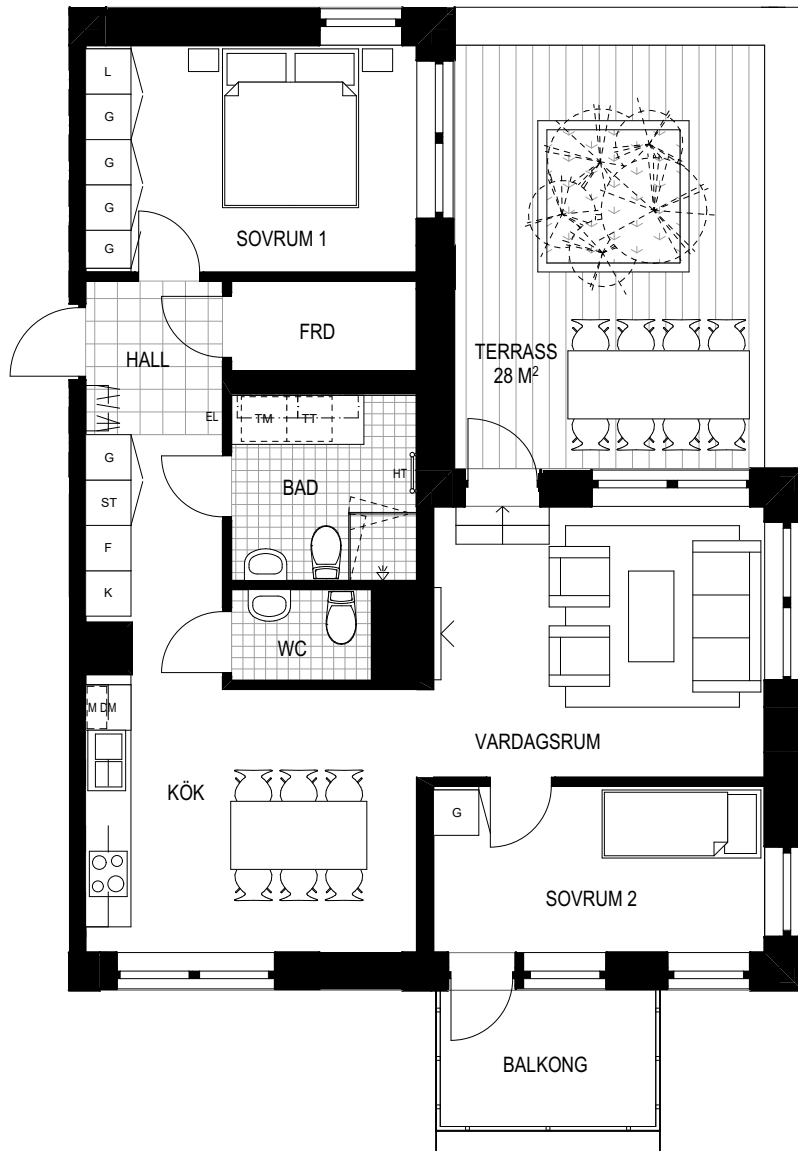 L
G
G
G
G
SOVRUM 1
FRD
HALL
TERRASS
28 M²
EL
TM
TT
G
HT
BAD
ST
F
K
WC
M DM
VARDAGSRUM
KÖK
G
SOVRUM 2
BALKONG